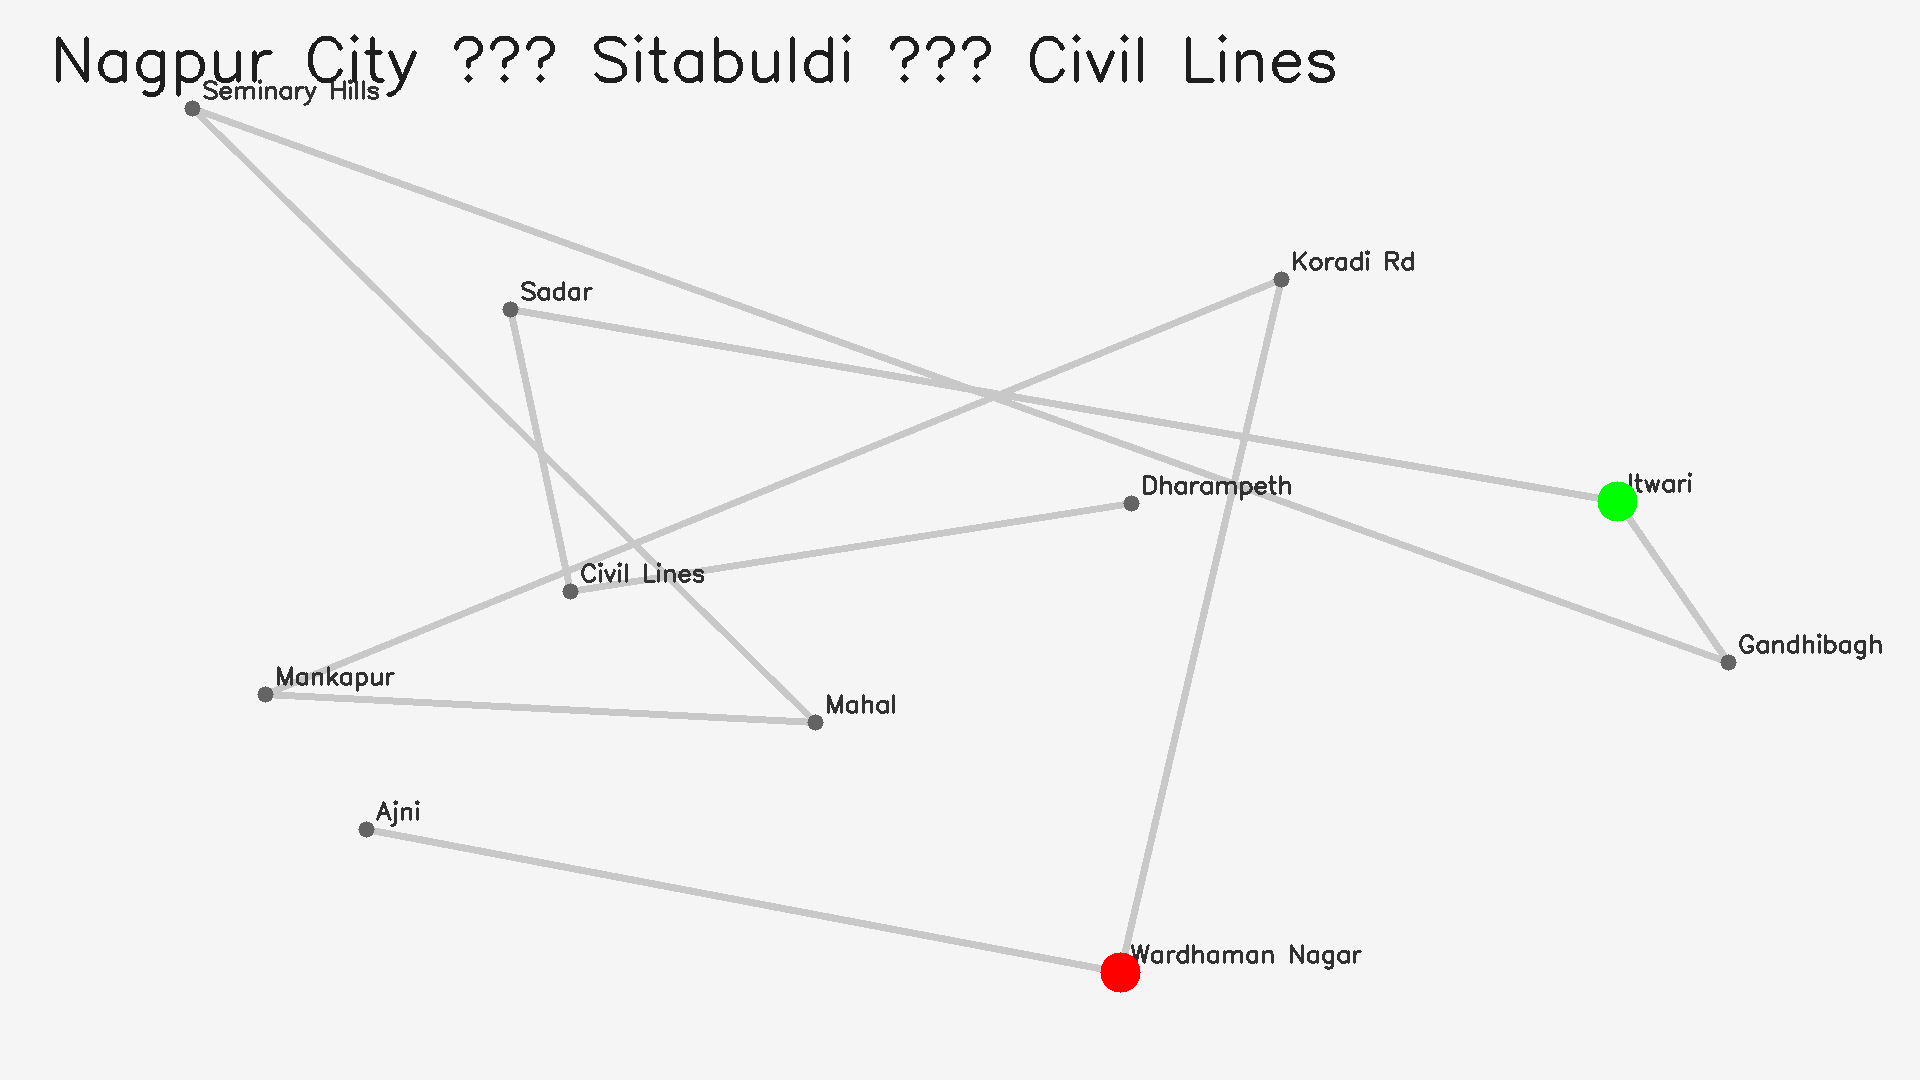 Nagpur City ??? Sitabuldi ??? Civil Lines
Seminary Hills
Koradi Rd
Sadar
Itwari
Dharampeth
Civil Lines
Gandhibagh
Mankapur
Mahal
Ajni
Wardhaman Nagar